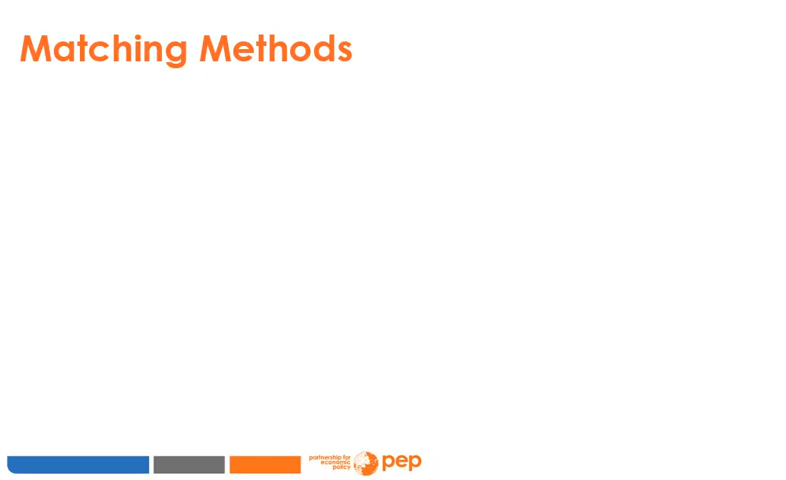 Matching Methods
partnership for
economic
policy
pep